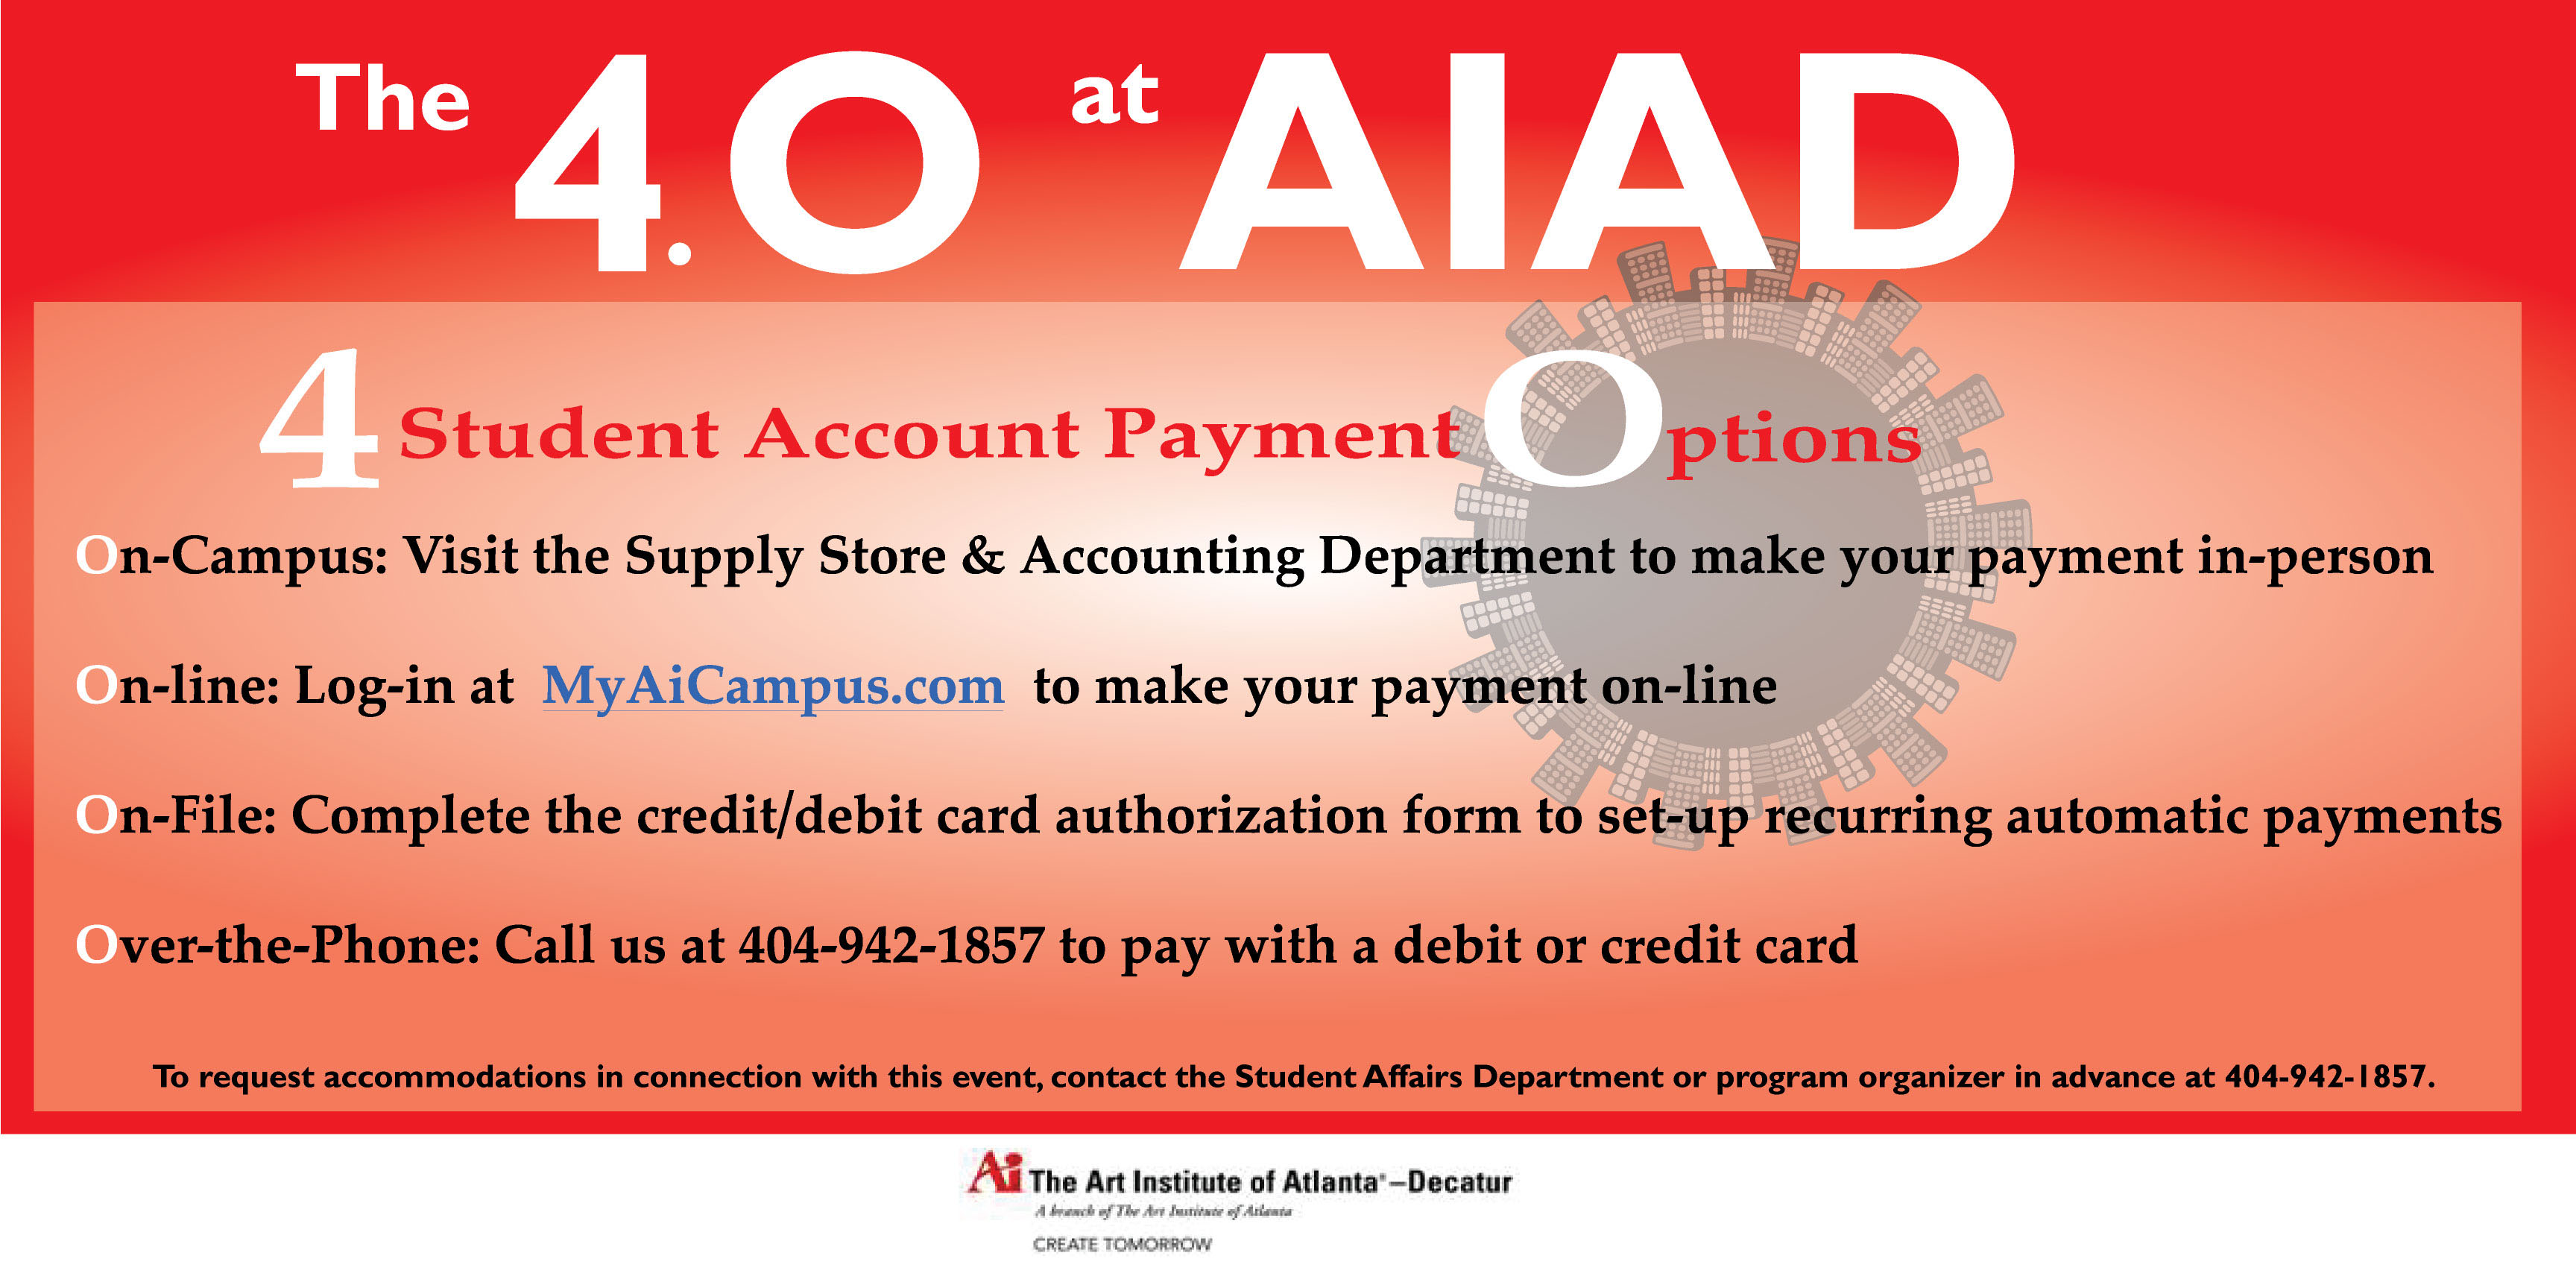 The 4.O at AIAD
4 Student Account Payment Options
On-Campus: Visit the Supply Store & Accounting Department to make your payment in-person
On-line: Log-in at MyAiCampus.com to make your payment on-line
On-File: Complete the credit/debit card authorization form to set-up recurring automatic payments
Over-the-Phone: Call us at 404-942-1857 to pay with a debit or credit card
To request accommodations in connection with this event, contact the Student Affairs Department or program organizer in advance at 404-942-1857.
Ai The Art Institute of Atlanta®–Decatur
A branch of The Art Institute of Atlanta
CREATE TOMORROW